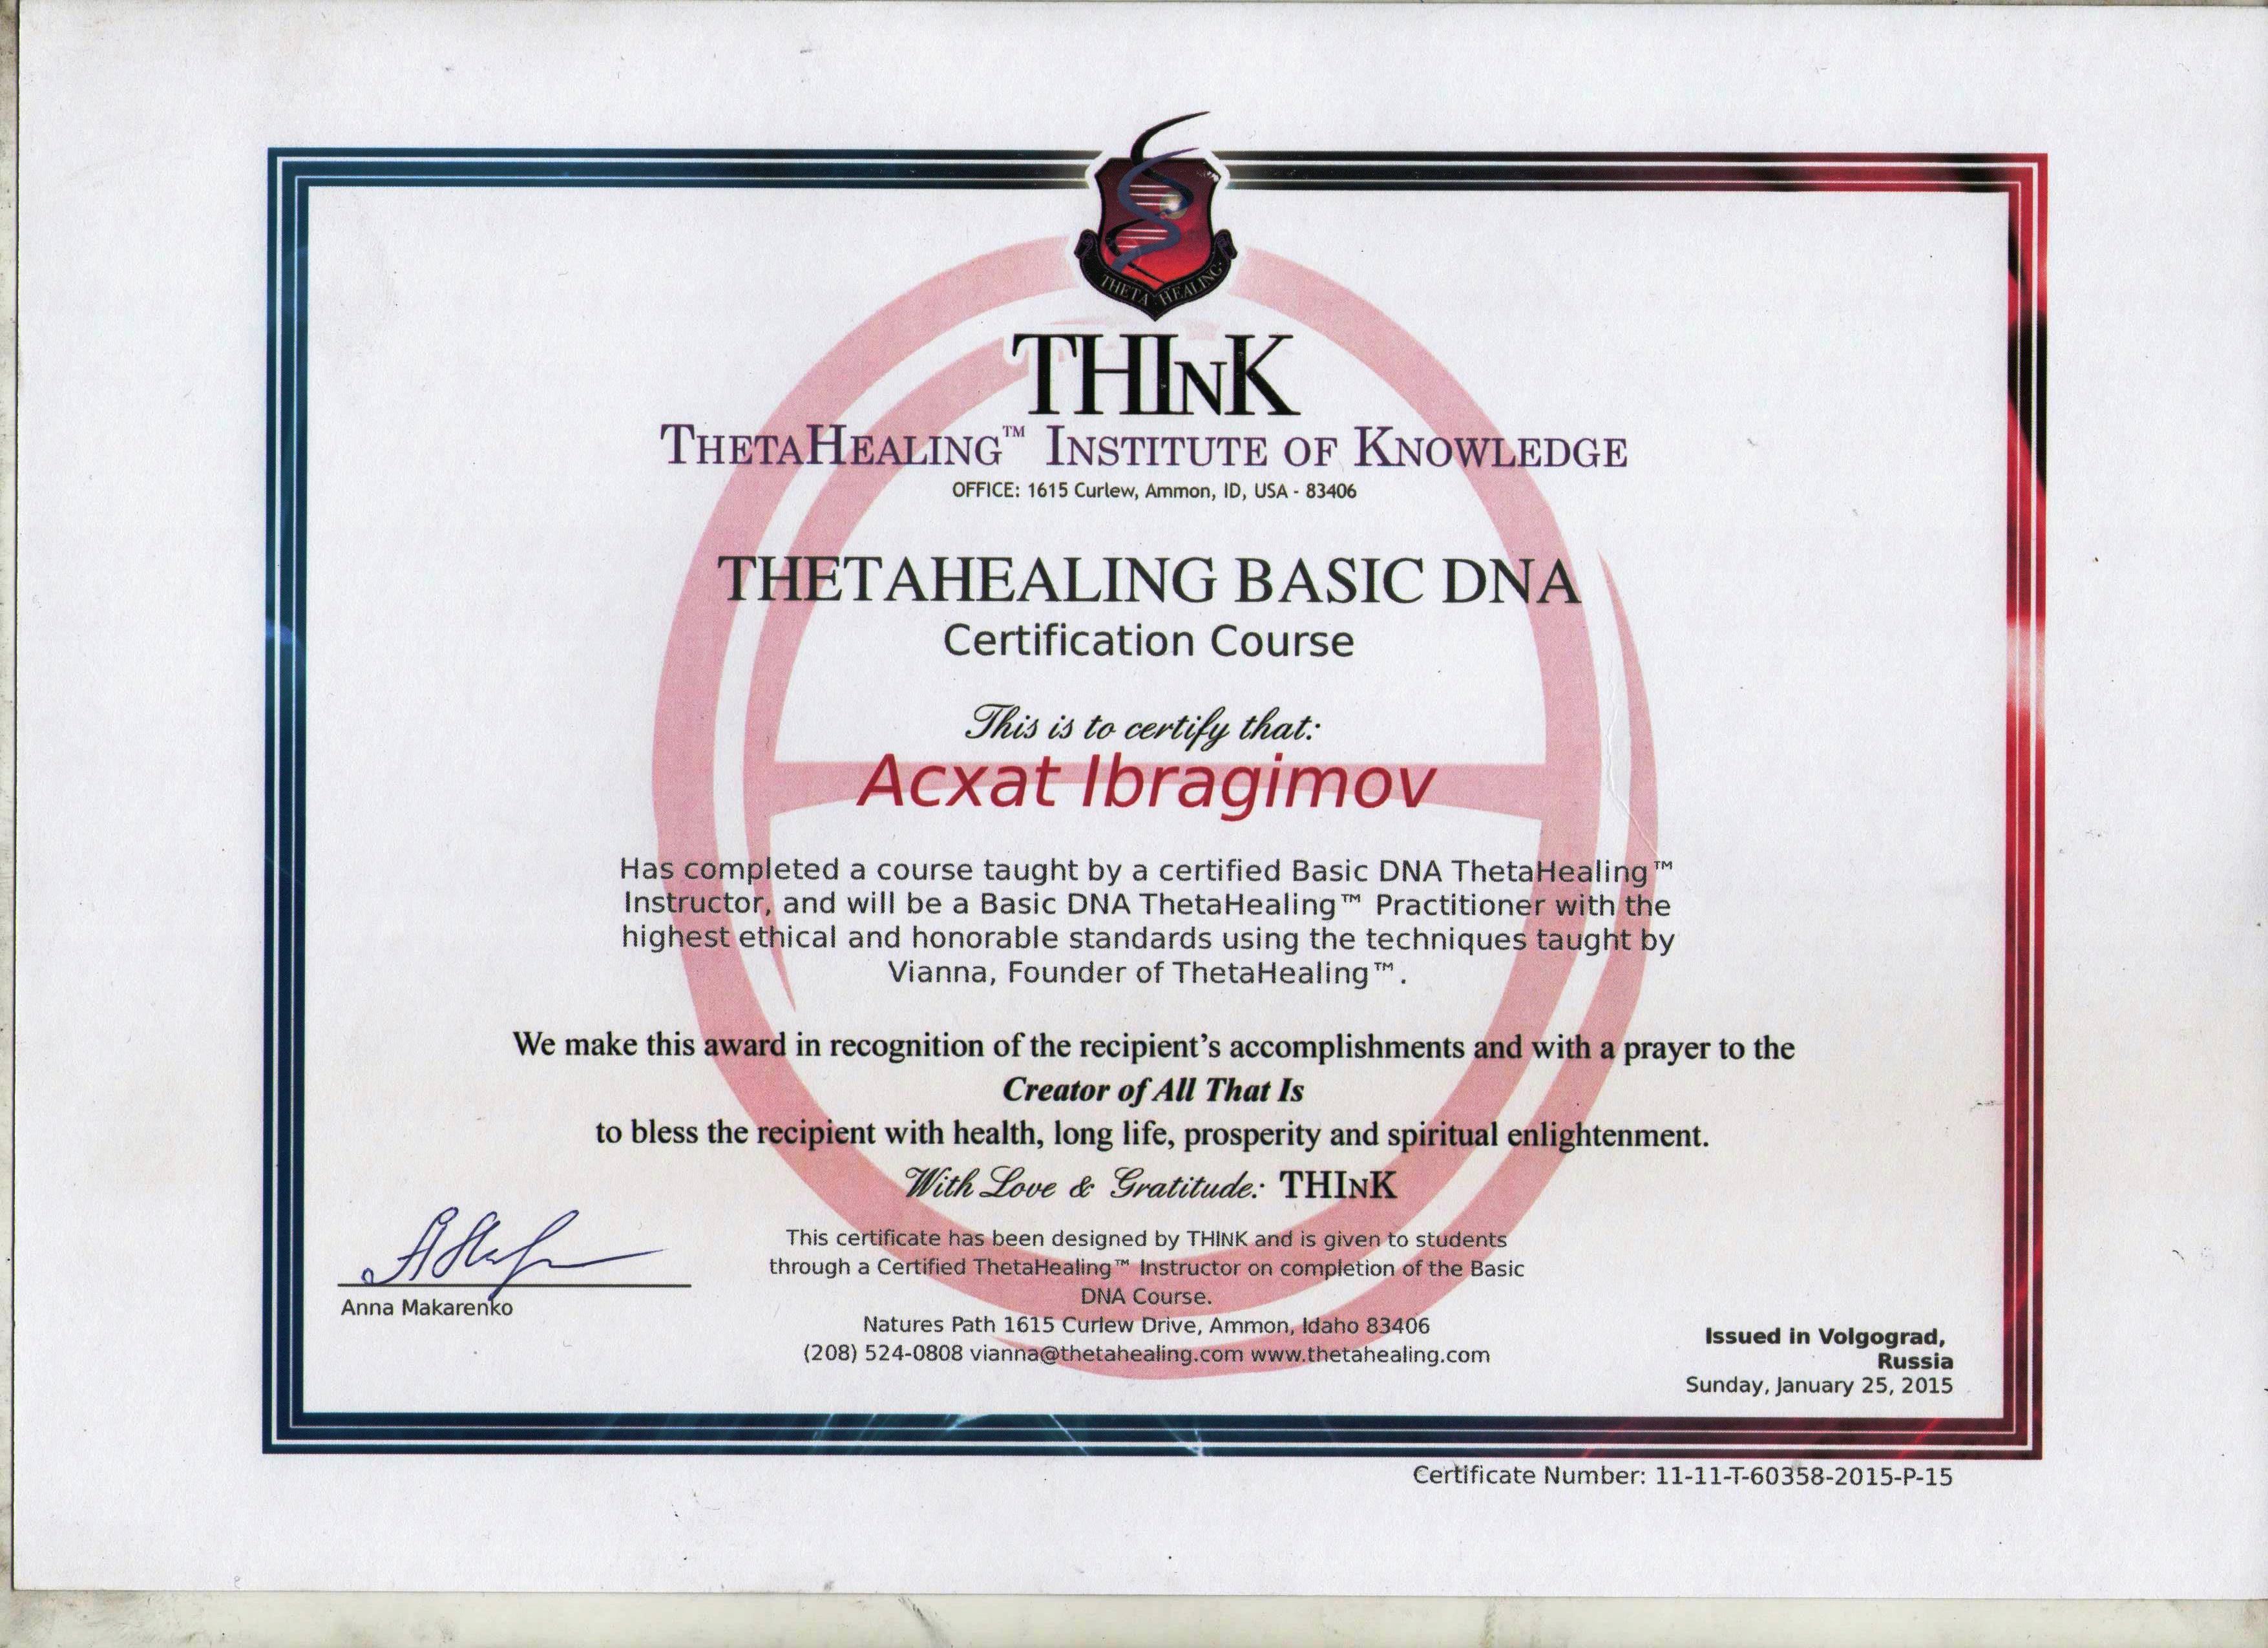 THETA HEALING
THInK
THETAHEALING™ INSTITUTE OF KNOWLEDGE
OFFICE: 1615 Curlew, Ammon, ID, USA - 83406
THETAHEALING BASIC DNA
Certification Course
This is to certify that:
Acxat Ibragimov
Has completed a course taught by a certified Basic DNA ThetaHealing™
Instructor, and will be a Basic DNA ThetaHealing™ Practitioner with the
highest ethical and honorable standards using the techniques taught by
Vianna, Founder of ThetaHealing™.
We make this award in recognition of the recipient's accomplishments and with a prayer to the
Creator of All That Is
to bless the recipient with health, long life, prosperity and spiritual enlightenment.
With Love & Gratitude: THInK
This certificate has been designed by THINK and is given to students
through a Certified ThetaHealing™ Instructor on completion of the Basic
DNA Course.
Natures Path 1615 Curlew Drive, Ammon, Idaho 83406
(208) 524-0808 vianna@thetahealing.com www.thetahealing.com
Anna Makarenko
Issued in Volgograd,
Russia
Sunday, January 25, 2015
Certificate Number: 11-11-T-60358-2015-P-15